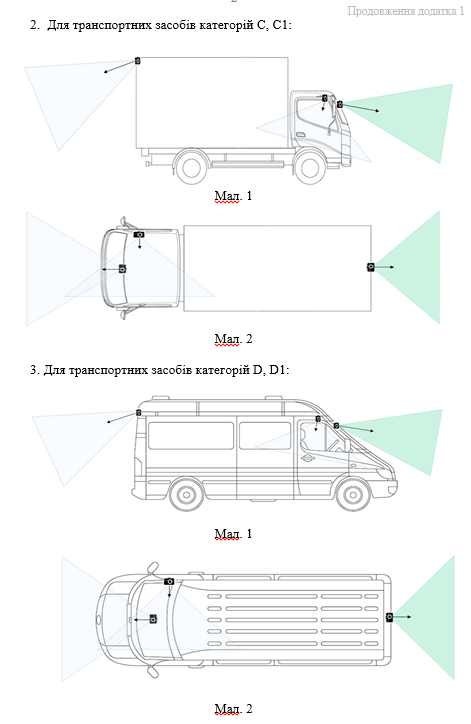 Продовження додатка 1
2. Для транспортних засобів категорій C, C1:
Мал. 1
Мал. 2
3. Для транспортних засобів категорій D, D1:
Мал. 1
Мал. 2